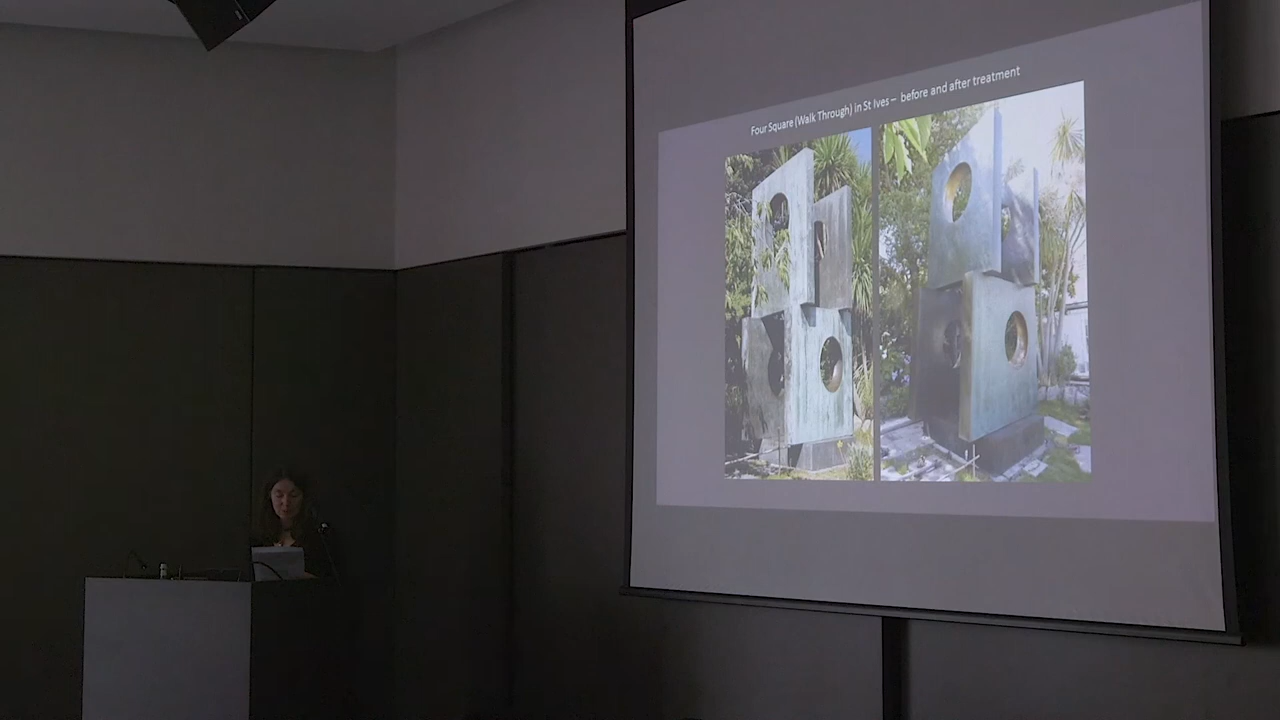 Four Square (Walk Through) in St Ives – before and after treatment